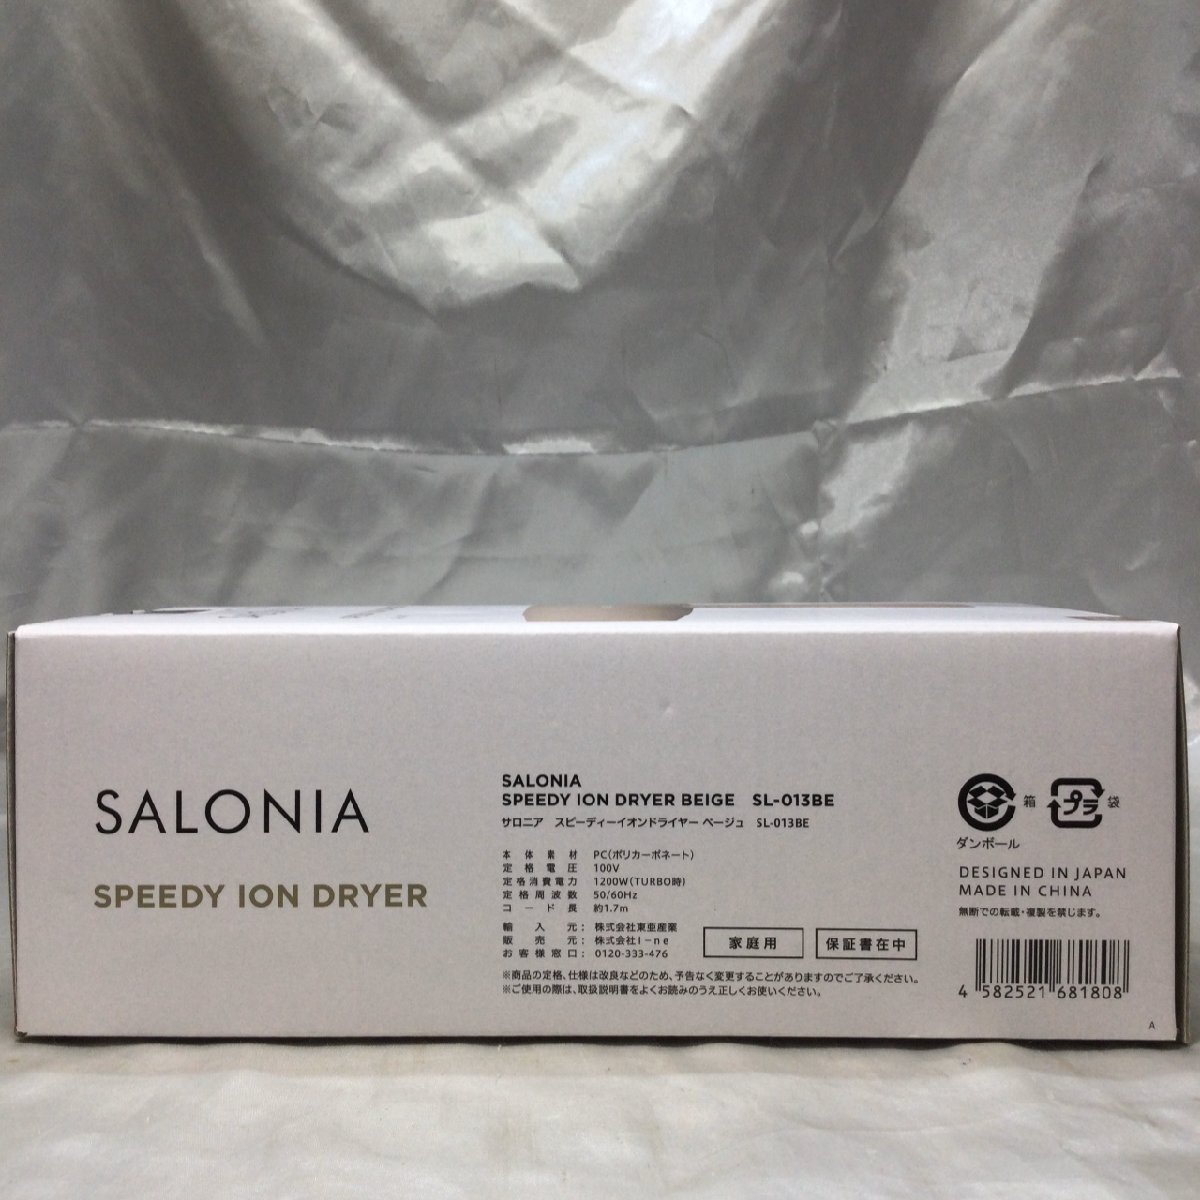 SALONIA
SPEEDY ION DRYER
SALONIA
SPEEDY ION DRYER BEIGE SL-013BE
サロニア スピーディーイオンドライヤー ベージュ SL-013BE
本体素材 PC(ポリカーボネート)
定格電圧 100V
定格消費電力 1200W(TURBO時)
定格周波数 50/60Hz
コード長 約1.7m
輸入元: 株式会社東亜産業
販売元: 株式会社I-ne
お客様窓口: 0120-333-476
家庭用
保証書在中
※商品の定格、仕様は改良などのため、予告なく変更することがありますのでご了承ください。
※ご使用の際は、取扱説明書をよくお読みのうえ正しくお使いください。
箱
プラ 袋
ダンボール
DESIGNED IN JAPAN
MADE IN CHINA
無断での転載・複製を禁じます。
4 582521 681808
A